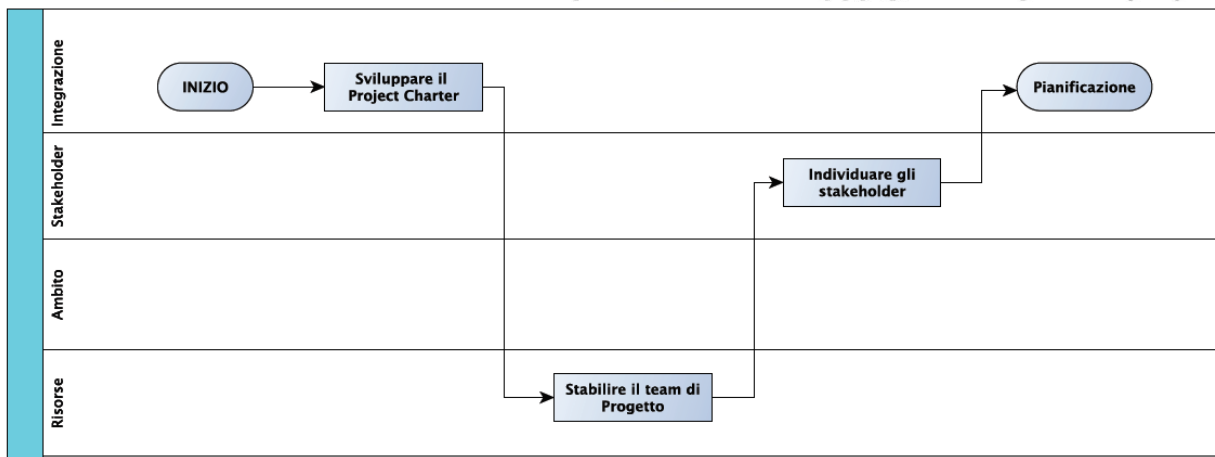 Integrazione
INIZIO
Sviluppare il
Project Charter
Pianificazione
Stakeholder
Individuare gli
stakeholder
Ambito
Risorse
Stabilire il team di
Progetto